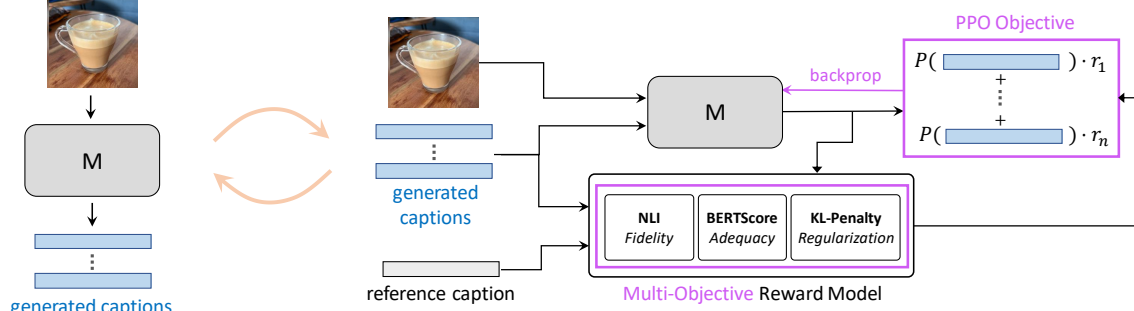 M
generated captions
generated
captions
reference caption
M
backprop
PPO Objective
P( ) · r₁
+
⋮
+
P( ) · rₙ
NLI
Fidelity
BERTScore
Adequacy
KL-Penalty
Regularization
Multi-Objective Reward Model